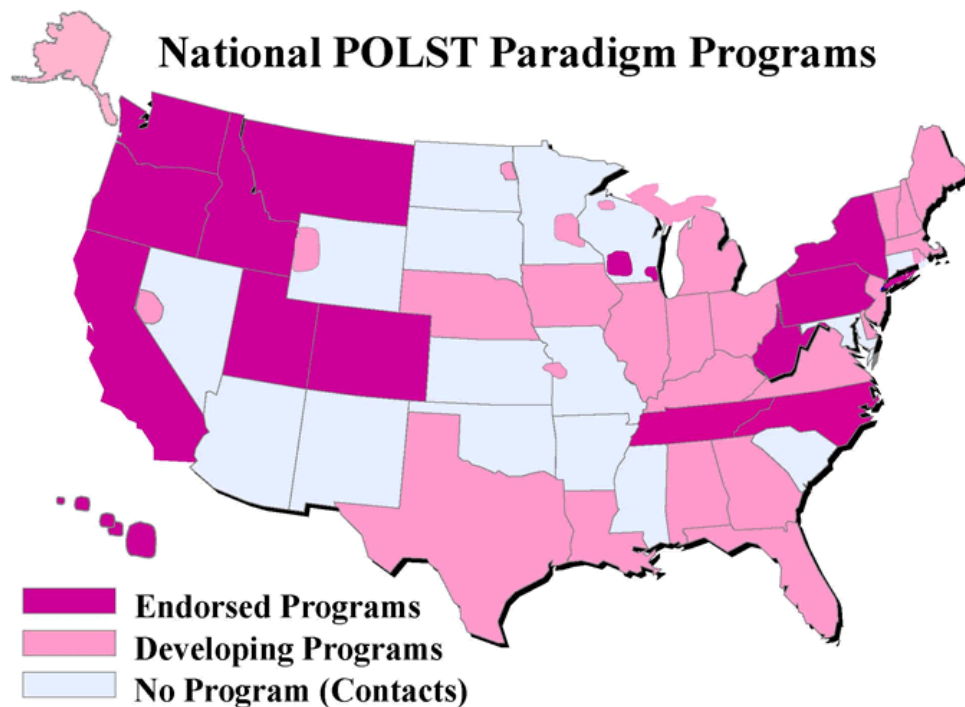 National POLST Paradigm Programs
Endorsed Programs
Developing Programs
No Program (Contacts)